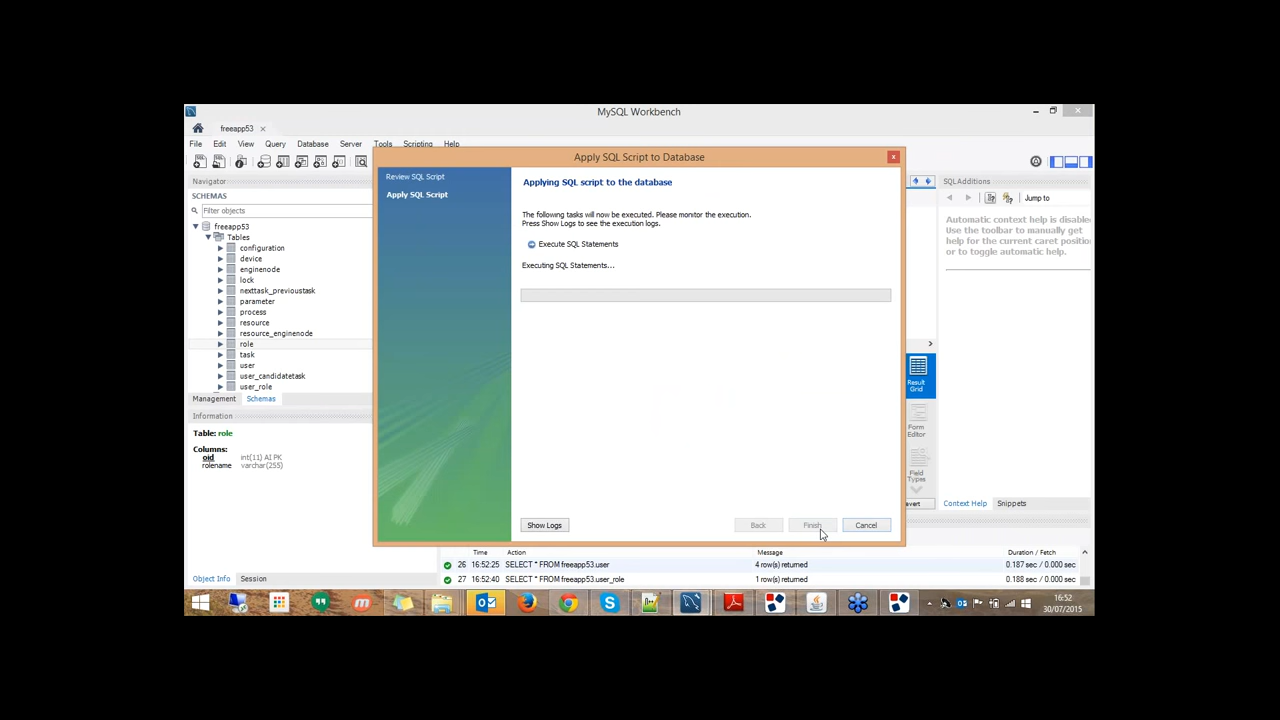 MySQL Workbench
freeapp53
File Edit View Query Database Server Tools Scripting Help
Navigator
SCHEMAS
Filter objects
freeapp53
Tables
configuration
device
enginenode
lock
nexttask_previoustask
parameter
process
resource
resource_enginenode
role
task
user
user_candidatetask
user_role
Management Schemas
Information
Table: role
Columns:
oid int(11) AI PK
rolename varchar(255)
Object Info Session
Apply SQL Script to Database
Review SQL Script
Apply SQL Script
Applying SQL script to the database
The following tasks will now be executed. Please monitor the execution.
Press Show Logs to see the execution logs.
Execute SQL Statements
Executing SQL Statements...
Show Logs Back Finish Cancel
Result
Grid
Form
Editor
Field
Types
SQLAdditions
Jump to
Automatic context help is disable
Use the toolbar to manually get
help for the current caret position
or to toggle automatic help.
Context Help Snippets
Time Action Message Duration / Fetch
26 16:52:25 SELECT * FROM freeapp53.user 4 row(s) returned 0.187 sec / 0.000 sec
27 16:52:40 SELECT * FROM freeapp53.user_role 1 row(s) returned 0.188 sec / 0.000 sec
16:52
30/07/2015